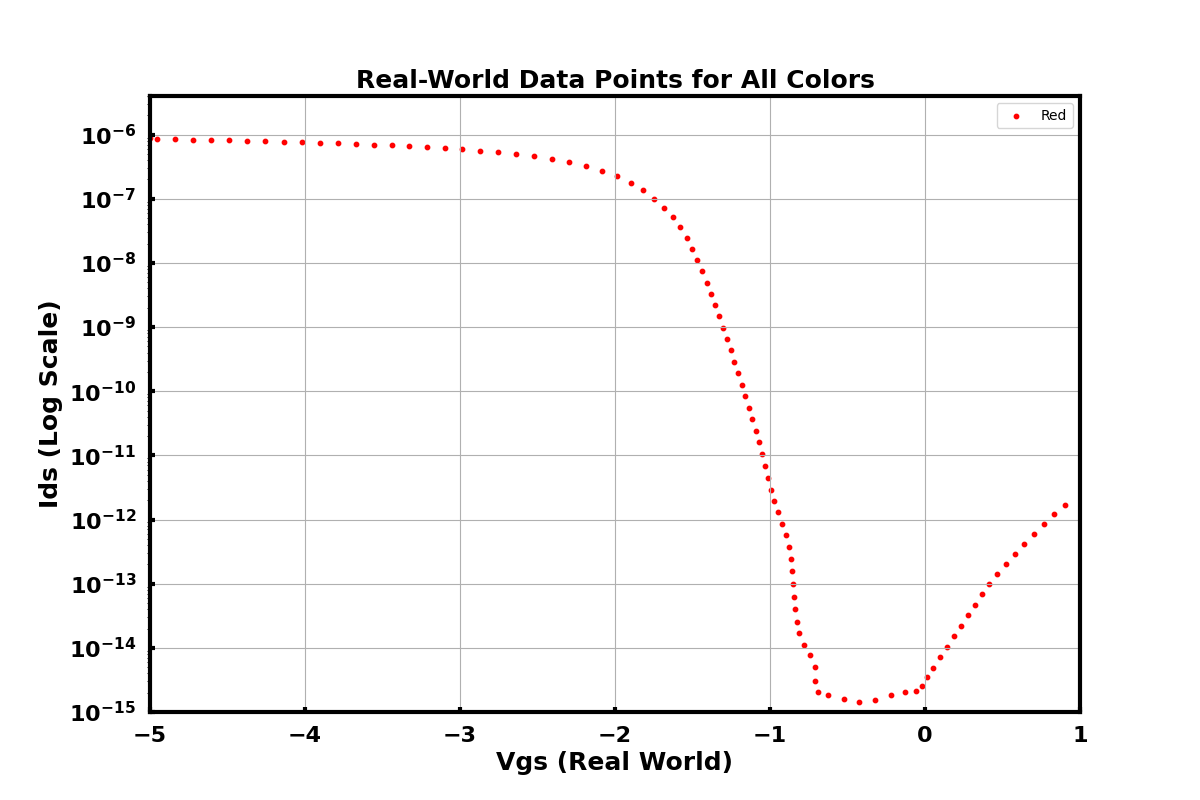 Real-World Data Points for All Colors
Red
10⁻⁶
10⁻⁷
10⁻⁸
10⁻⁹
10⁻¹⁰
10⁻¹¹
10⁻¹²
10⁻¹³
10⁻¹⁴
10⁻¹⁵
Ids (Log Scale)
−5 −4 −3 −2 −1 0 1
Vgs (Real World)